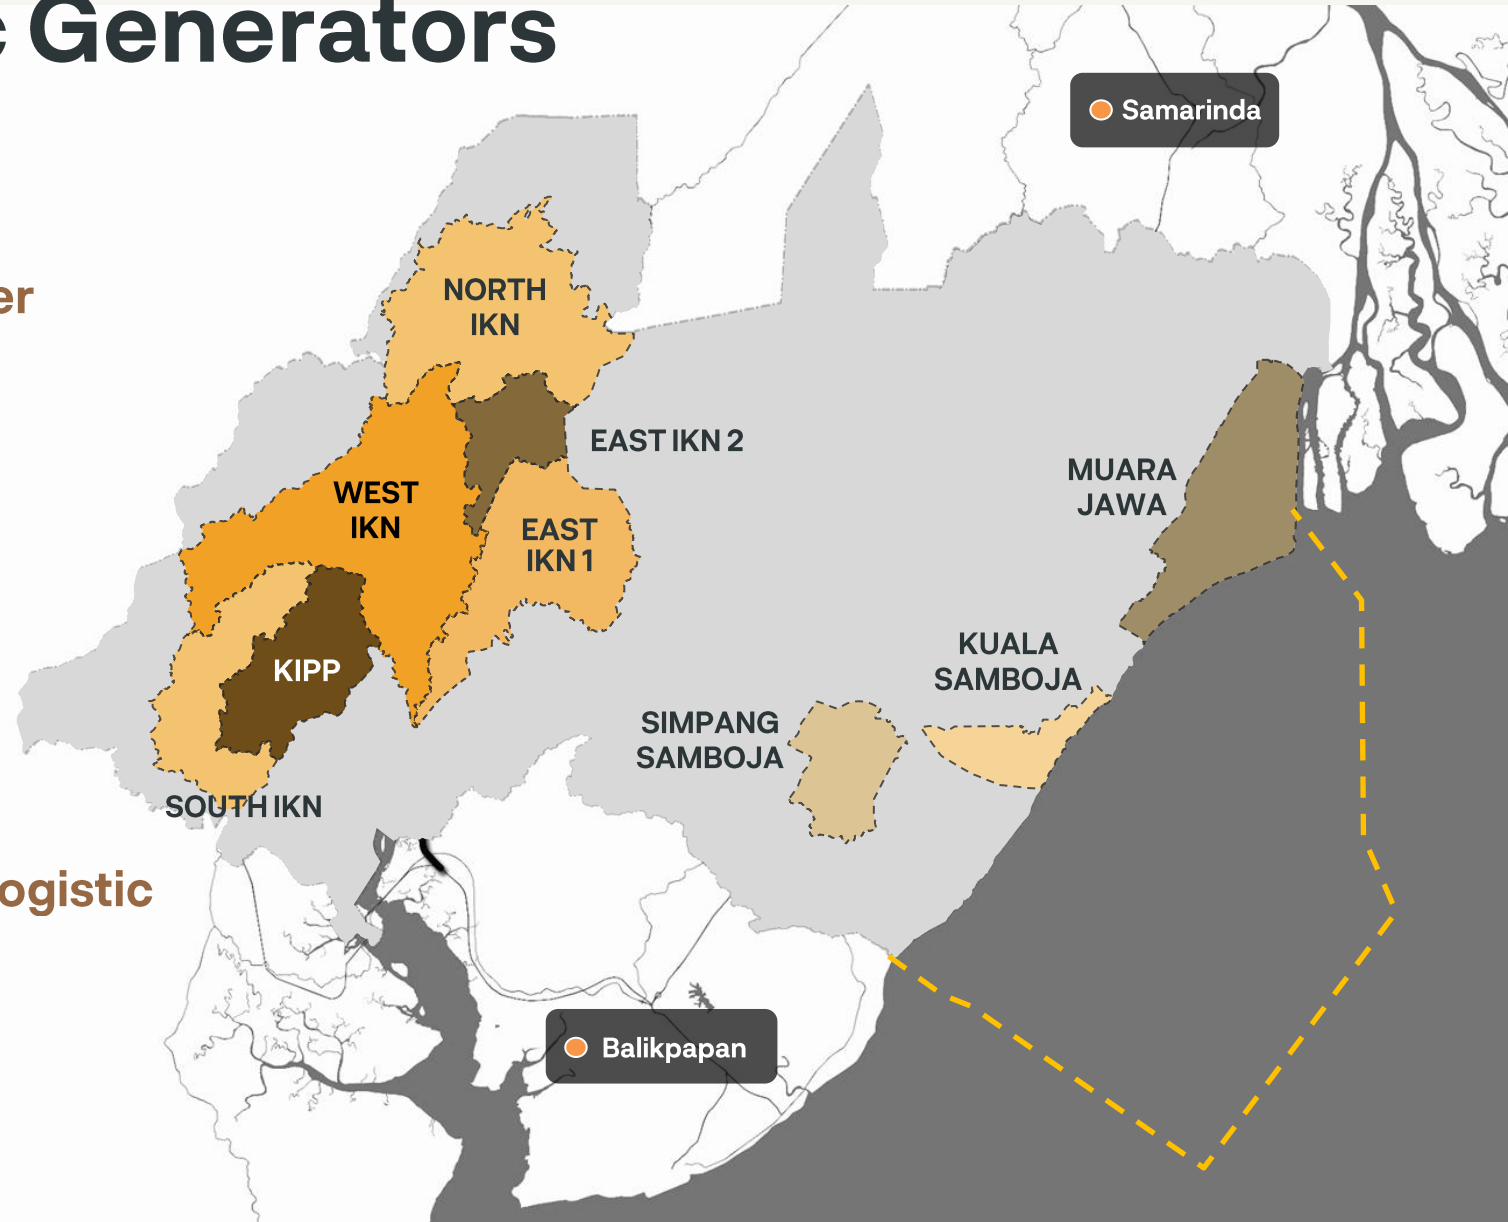 c Generators
Samarinda
er
NORTH
IKN
EAST IKN 2
WEST
IKN
MUARA
JAWA
EAST
IKN 1
KIPP
KUALA
SAMBOJA
SIMPANG
SAMBOJA
SOUTH IKN
ogistic
Balikpapan